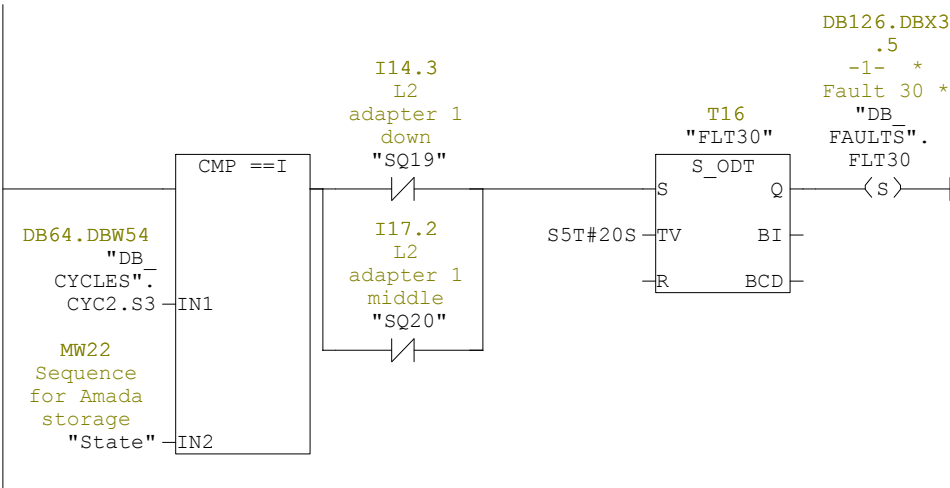 DB126.DBX3
.5
-1- *
Fault 30 *
"DB_
FAULTS".
FLT30
(S)
I14.3
L2
adapter 1
down
"SQ19"
T16
"FLT30"
CMP ==I
S_ODT
S
Q
DB64.DBW54
"DB_
CYCLES".
CYC2.S3
IN1
I17.2
L2
adapter 1
middle
"SQ20"
S5T#20S
TV
BI
R
BCD
MW22
Sequence
for Amada
storage
"State"
IN2